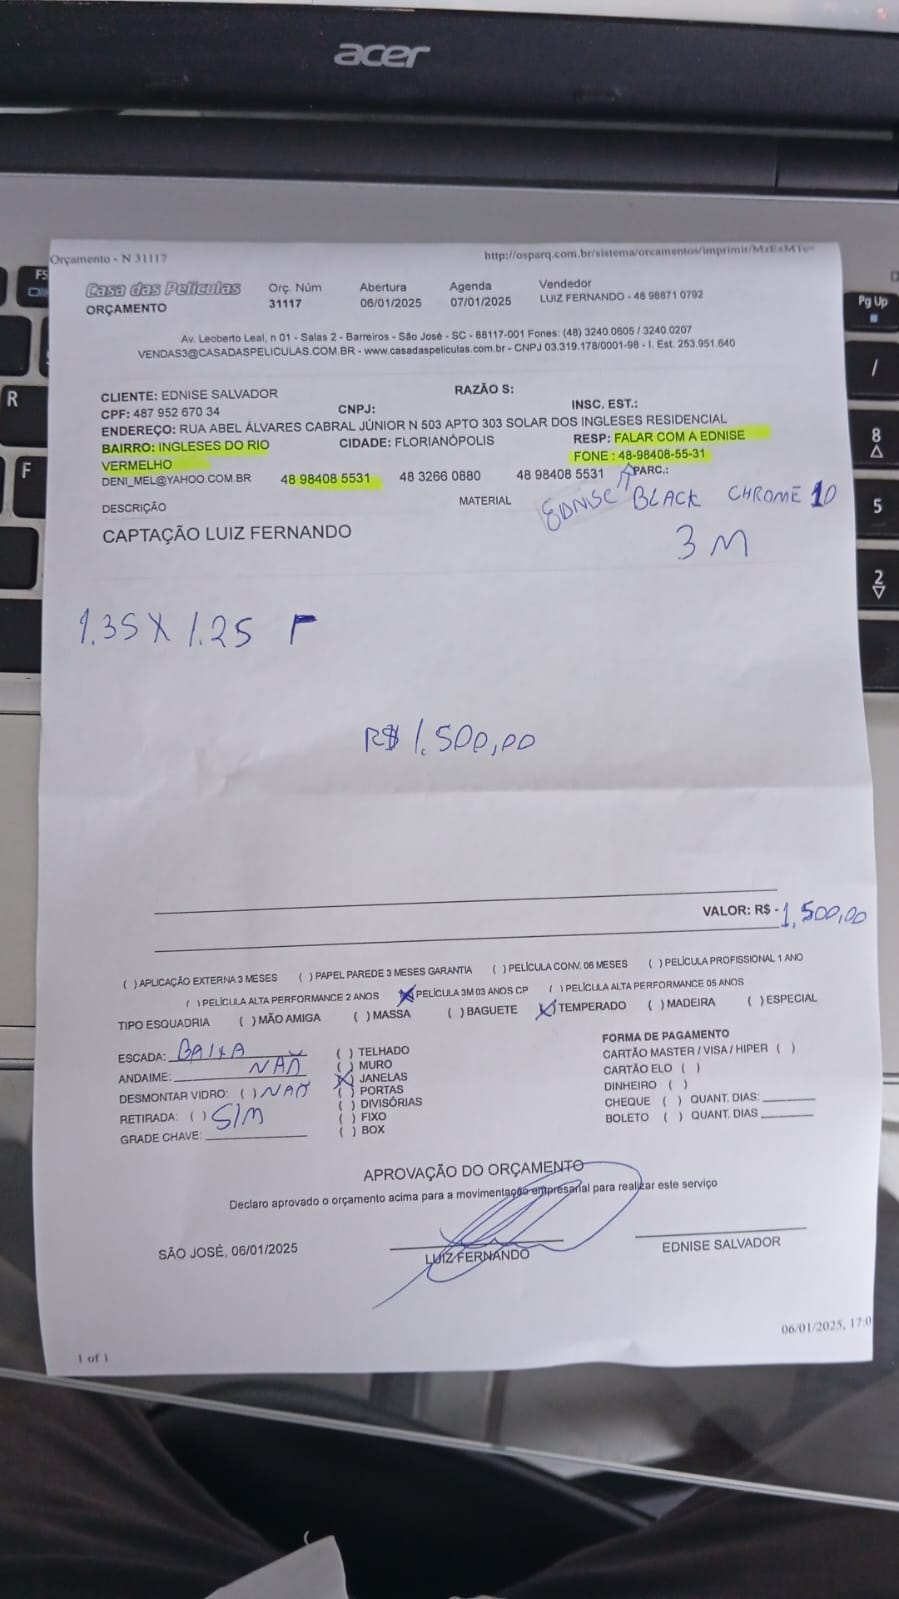 acer
F5
R
F
Pg Up
/
8
5
2
Orçamento - N 31117
http://osparq.com.br/sistema/orcamentos/imprimir/MzExMTc=
Casa das Películas
ORÇAMENTO
Orç. Núm
31117
Abertura
06/01/2025
Agenda
07/01/2025
Vendedor
LUIZ FERNANDO - 48 98871 0792
Av. Leoberto Leal, n 01 - Salas 2 - Barreiros - São José - SC - 88117-001 Fones: (48) 3240.0605 / 3240.0207
VENDAS3@CASADASPELICULAS.COM.BR - www.casadaspeliculas.com.br - CNPJ 03.319.178/0001-98 - I. Est. 253.951.640
CLIENTE: EDNISE SALVADOR RAZÃO S:
CPF: 487 952 670 34 CNPJ: INSC. EST.:
ENDEREÇO: RUA ABEL ÁLVARES CABRAL JÚNIOR N 503 APTO 303 SOLAR DOS INGLESES RESIDENCIAL
BAIRRO: INGLESES DO RIO CIDADE: FLORIANÓPOLIS RESP: FALAR COM A EDNISE
VERMELHO FONE : 48-98408-55-31
DENI_MEL@YAHOO.COM.BR 48 98408 5531 48 3266 0880 48 98408 5531 PARC.:
DESCRIÇÃO MATERIAL EDNISE BLACK CHROME 10
CAPTAÇÃO LUIZ FERNANDO 3 M
1.35 X 1.25 F
R$ 1.500,00
VALOR: R$ - 1,500,00
( ) APLICAÇÃO EXTERNA 3 MESES ( ) PAPEL PAREDE 3 MESES GARANTIA ( ) PELÍCULA CONV. 06 MESES ( ) PELÍCULA PROFISSIONAL 1 ANO
( ) PELÍCULA ALTA PERFORMANCE 2 ANOS (X) PELÍCULA 3M 03 ANOS CP ( ) PELÍCULA ALTA PERFORMANCE 05 ANOS
TIPO ESQUADRIA ( ) MÃO AMIGA ( ) MASSA ( ) BAGUETE (X) TEMPERADO ( ) MADEIRA ( ) ESPECIAL
ESCADA: BAIXA
ANDAIME: NAÕ
DESMONTAR VIDRO: ( ) NAÕ
RETIRADA: ( ) SIM
GRADE CHAVE:
( ) TELHADO
( ) MURO
(X) JANELAS
( ) PORTAS
( ) DIVISÓRIAS
( ) FIXO
( ) BOX
FORMA DE PAGAMENTO
CARTÃO MASTER / VISA / HIPER ( )
CARTÃO ELO ( )
DINHEIRO ( )
CHEQUE ( ) QUANT. DIAS:
BOLETO ( ) QUANT. DIAS
APROVAÇÃO DO ORÇAMENTO
Declaro aprovado o orçamento acima para a movimentação empresarial para realizar este serviço
SÃO JOSÉ, 06/01/2025
LUIZ FERNANDO
EDNISE SALVADOR
06/01/2025, 17:0
1 of 1